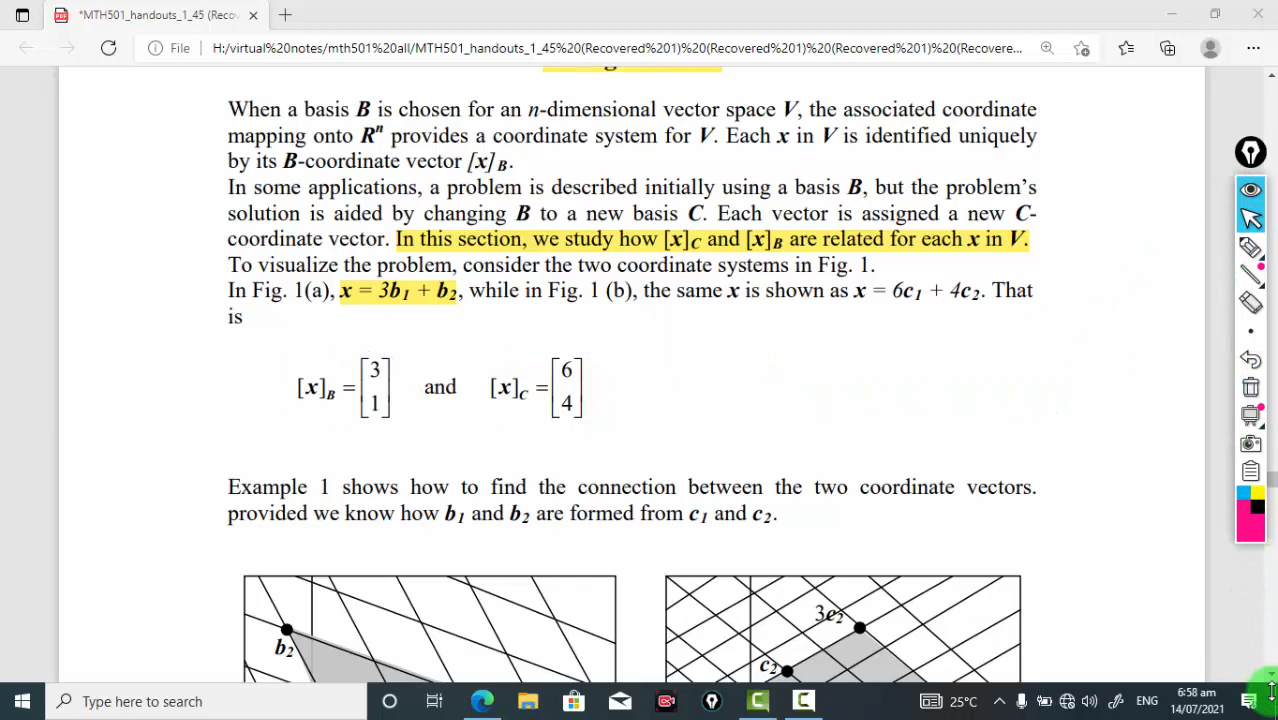 *MTH501_handouts_1_45 (Reco
File
H:/virtual%20notes/mth501%20all/MTH501_handouts_1_45%20(Recovered%201)%20(Recovered%201)%20(Recovered%201)%20(Recovere...
When a basis B is chosen for an n-dimensional vector space V, the associated coordinate
mapping onto Rⁿ provides a coordinate system for V. Each x in V is identified uniquely
by its B-coordinate vector [x]B.
In some applications, a problem is described initially using a basis B, but the problem's
solution is aided by changing B to a new basis C. Each vector is assigned a new C-
coordinate vector. In this section, we study how [x]C and [x]B are related for each x in V.
To visualize the problem, consider the two coordinate systems in Fig. 1.
In Fig. 1(a), x = 3b1 + b2, while in Fig. 1 (b), the same x is shown as x = 6c1 + 4c2. That
is
[x]B = [3 1] and [x]C = [6 4]
Example 1 shows how to find the connection between the two coordinate vectors.
provided we know how b1 and b2 are formed from c1 and c2.
b2
3c2
c2
Type here to search
25°C
ENG
6:58 am
14/07/2021